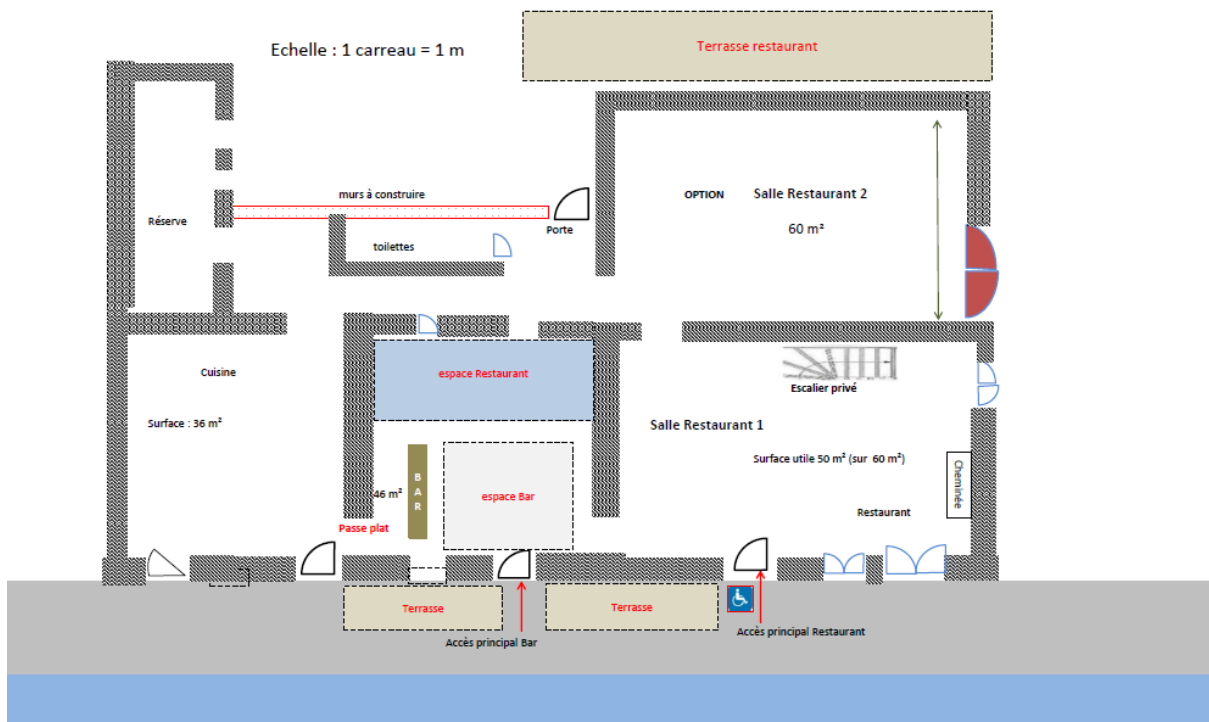 Echelle : 1 carreau = 1 m
Terrasse restaurant
murs à construire
OPTION
Salle Restaurant 2
Réserve
Porte
60 m²
toilettes
Cuisine
espace Restaurant
Escalier privé
Surface : 36 m²
Salle Restaurant 1
Surface utile 50 m² (sur 60 m²)
Cheminée
46 m²
BAR
espace Bar
Restaurant
Passe plat
Terrasse
Terrasse
Accès principal Bar
Accès principal Restaurant